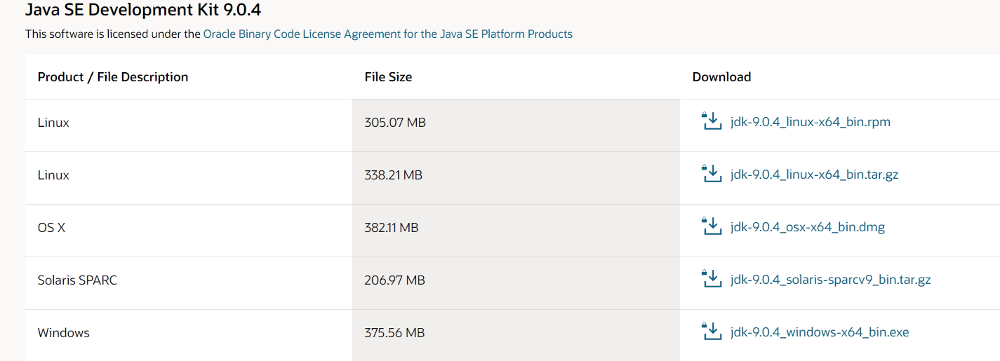 Java SE Development Kit 9.0.4
This software is licensed under the Oracle Binary Code License Agreement for the Java SE Platform Products
Product / File Description File Size Download
Linux 305.07 MB jdk-9.0.4_linux-x64_bin.rpm
Linux 338.21 MB jdk-9.0.4_linux-x64_bin.tar.gz
OS X 382.11 MB jdk-9.0.4_osx-x64_bin.dmg
Solaris SPARC 206.97 MB jdk-9.0.4_solaris-sparcv9_bin.tar.gz
Windows 375.56 MB jdk-9.0.4_windows-x64_bin.exe